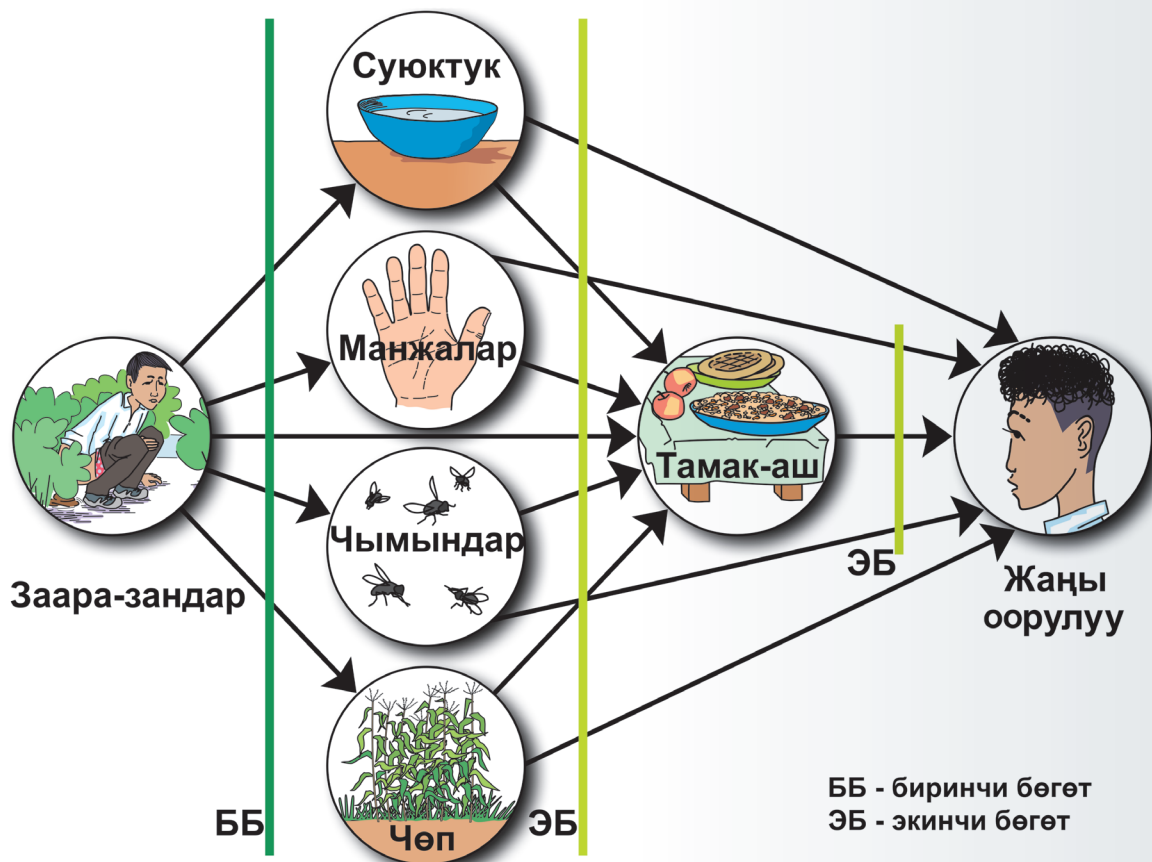 Суюктук
Манжалар
Тамак-аш
Чымындар
Заара-зандар
ЭБ
Жаңы
оорулуу
ББ
ЭБ
Чөп
ББ - биринчи бөгөт
ЭБ - экинчи бөгөт